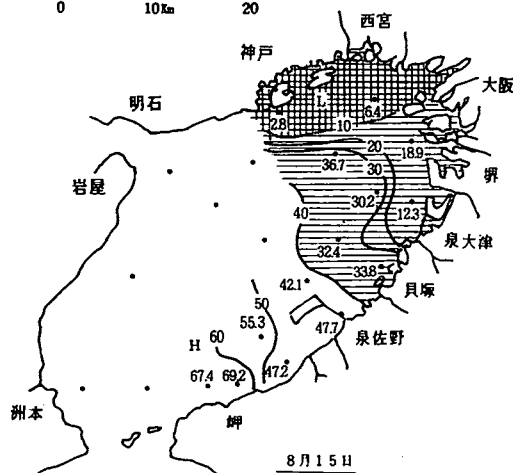 0 10Km 20
西宮
神戸
大阪
明石
L
2.8
6.4
10
20
18.9
36.7
30
堺
岩屋
30.2
12.3
40
泉大津
32.4
33.8
貝塚
42.1
50
55.3
47.7
泉佐野
60
H
47.2
67.4 69.2
洲本
岬
8月15日